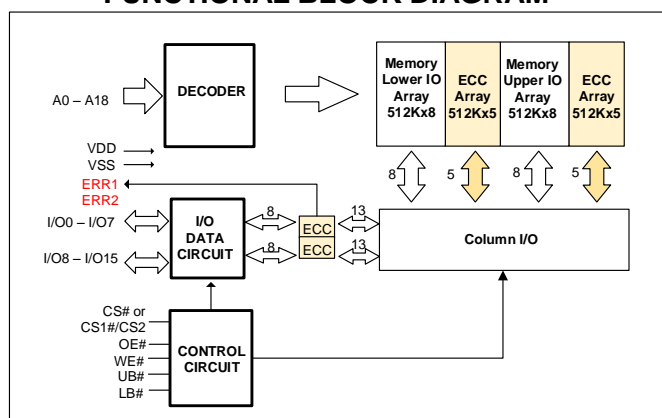 FUNCTIONAL BLOCK DIAGRAM
A0 – A18
DECODER
Memory
Lower IO
Array
512Kx8
ECC
Array
512Kx5
Memory
Upper IO
Array
512Kx8
ECC
Array
512Kx5
VDD
VSS
ERR1
ERR2
8
5
8
5
I/O0 – I/O7
I/O8 – I/O15
I/O
DATA
CIRCUIT
8
8
ECC
ECC
13
13
Column I/O
CS# or
CS1#/CS2
OE#
WE#
UB#
LB#
CONTROL
CIRCUIT